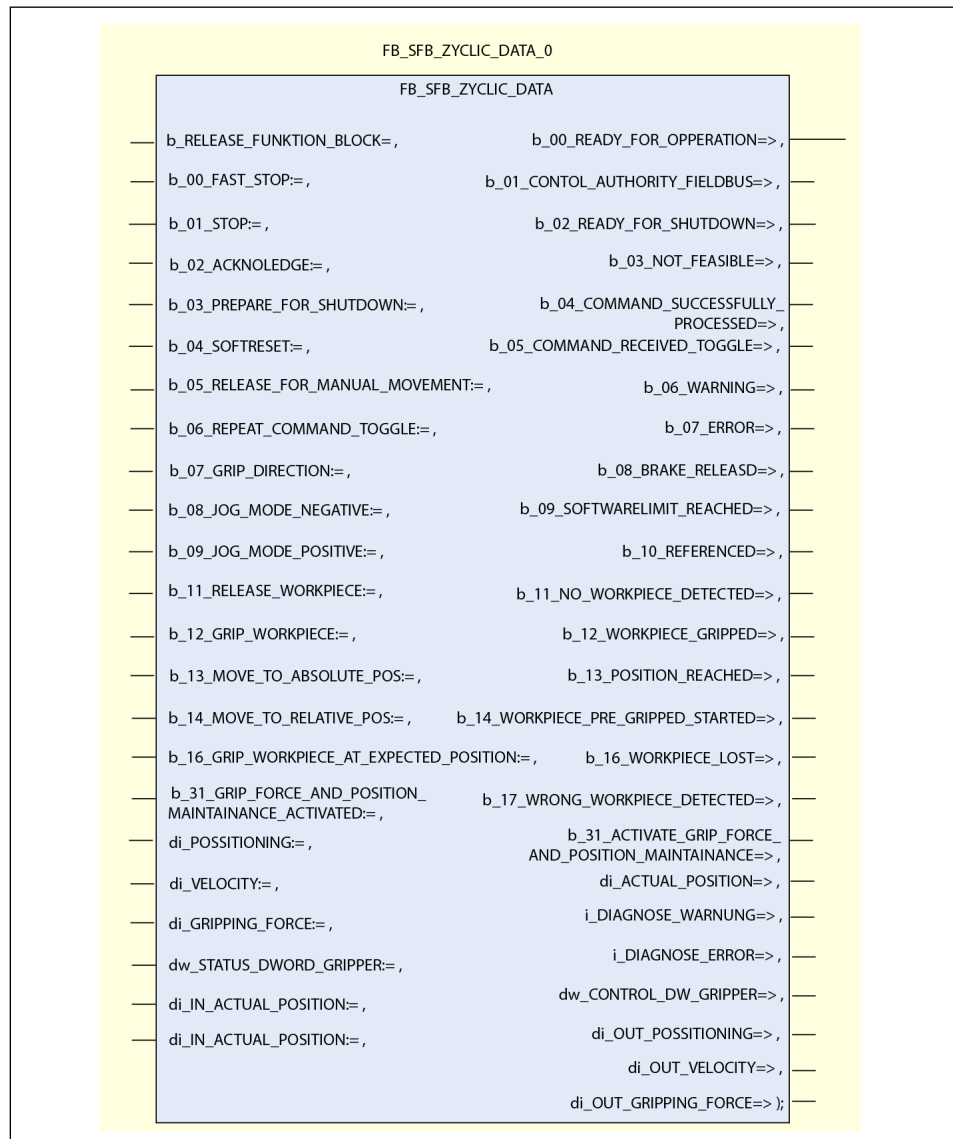 FB_SFB_ZYCLIC_DATA_0
FB_SFB_ZYCLIC_DATA
b_RELEASE_FUNKTION_BLOCK= ,
b_00_FAST_STOP:= ,
b_01_STOP:= ,
b_02_ACKNOLEDGE:= ,
b_03_PREPARE_FOR_SHUTDOWN:= ,
b_04_SOFTRESET:= ,
b_05_RELEASE_FOR_MANUAL_MOVEMENT:= ,
b_06_REPEAT_COMMAND_TOGGLE:= ,
b_07_GRIP_DIRECTION:= ,
b_08_JOG_MODE_NEGATIVE:= ,
b_09_JOG_MODE_POSITIVE:= ,
b_11_RELEASE_WORKPIECE:= ,
b_12_GRIP_WORKPIECE:= ,
b_13_MOVE_TO_ABSOLUTE_POS:= ,
b_14_MOVE_TO_RELATIVE_POS:= ,
b_16_GRIP_WORKPIECE_AT_EXPECTED_POSITION:= ,
b_31_GRIP_FORCE_AND_POSITION_
MAINTAINANCE_ACTIVATED:= ,
di_POSSITIONING:= ,
di_VELOCITY:= ,
di_GRIPPING_FORCE:= ,
dw_STATUS_DWORD_GRIPPER:= ,
di_IN_ACTUAL_POSITION:= ,
di_IN_ACTUAL_POSITION:= ,
b_00_READY_FOR_OPPERATION=> ,
b_01_CONTOL_AUTHORITY_FIELDBUS=> ,
b_02_READY_FOR_SHUTDOWN=> ,
b_03_NOT_FEASIBLE=> ,
b_04_COMMAND_SUCCESSFULLY_
PROCESSED=> ,
b_05_COMMAND_RECEIVED_TOGGLE=> ,
b_06_WARNING=> ,
b_07_ERROR=> ,
b_08_BRAKE_RELEASD=> ,
b_09_SOFTWARELIMIT_REACHED=> ,
b_10_REFERENCED=> ,
b_11_NO_WORKPIECE_DETECTED=> ,
b_12_WORKPIECE_GRIPPED=> ,
b_13_POSITION_REACHED=> ,
b_14_WORKPIECE_PRE_GRIPPED_STARTED=> ,
b_16_WORKPIECE_LOST=> ,
b_17_WRONG_WORKPIECE_DETECTED=> ,
b_31_ACTIVATE_GRIP_FORCE_
AND_POSITION_MAINTAINANCE=> ,
di_ACTUAL_POSITION=> ,
i_DIAGNOSE_WARNUNG=> ,
i_DIAGNOSE_ERROR=> ,
dw_CONTROL_DW_GRIPPER=> ,
di_OUT_POSSITIONING=> ,
di_OUT_VELOCITY=> ,
di_OUT_GRIPPING_FORCE=> );